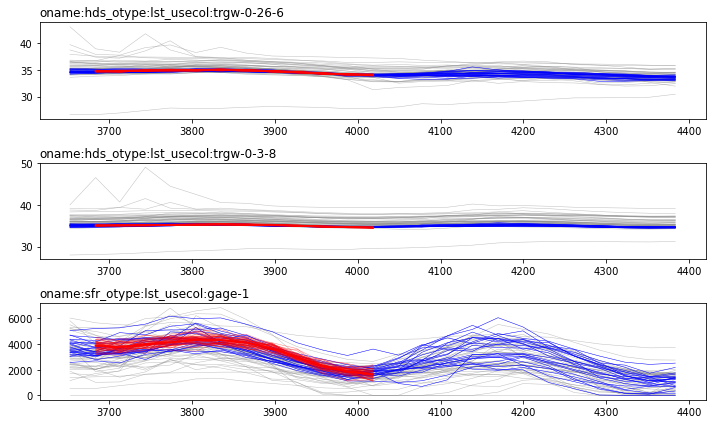 oname:hds_otype:lst_usecol:trgw-0-26-6
40
35
30
3700 3800 3900 4000 4100 4200 4300 4400
oname:hds_otype:lst_usecol:trgw-0-3-8
50
40
30
3700 3800 3900 4000 4100 4200 4300 4400
oname:sfr_otype:lst_usecol:gage-1
6000
4000
2000
0
3700 3800 3900 4000 4100 4200 4300 4400